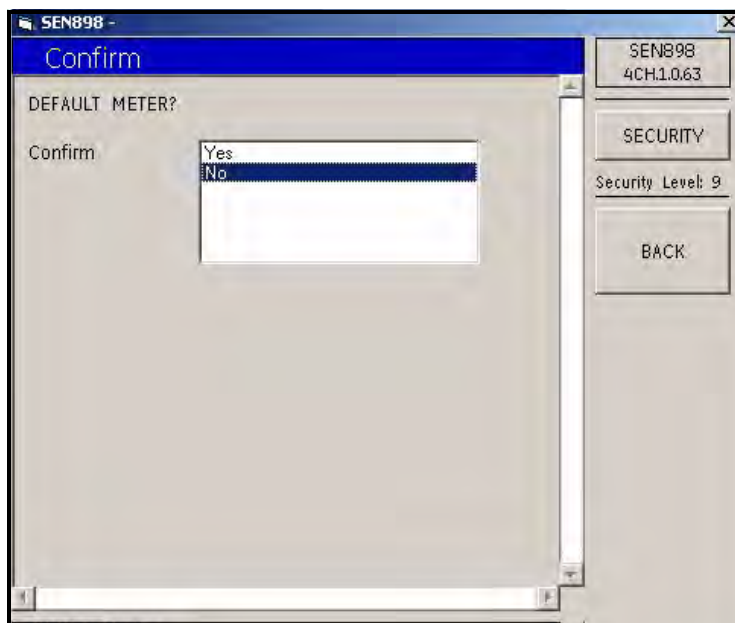 SEN898 -
Confirm
DEFAULT METER?
Confirm
Yes
No
SEN898
4CH.1.0.63
SECURITY
Security Level: 9
BACK